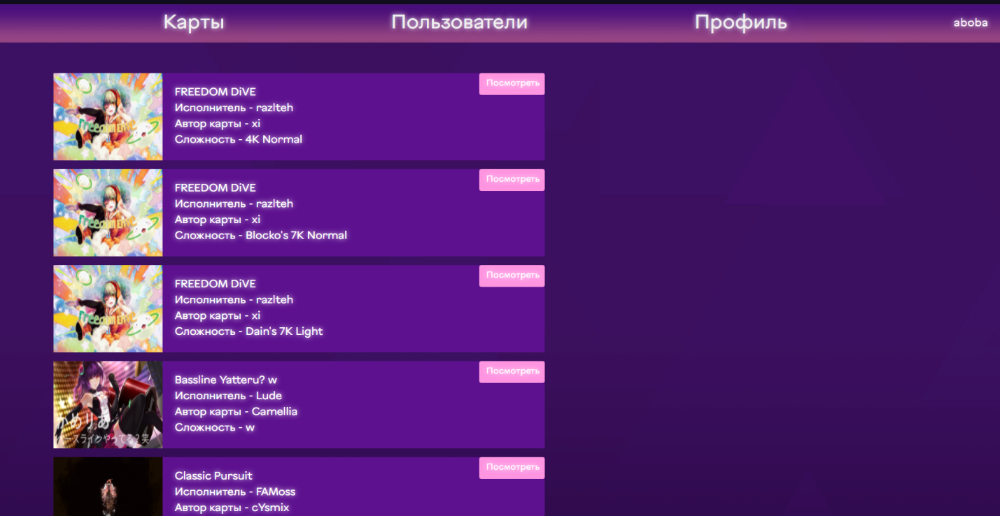 Карты
Пользователи
Профиль
aboba
FREEDOM DiVE
Посмотреть
Исполнитель - razlteh
Автор карты - xi
Сложность - 4K Normal
FREEDOM DiVE
Посмотреть
Исполнитель - razlteh
Автор карты - xi
Сложность - Blocko's 7K Normal
FREEDOM DiVE
Посмотреть
Исполнитель - razlteh
Автор карты - xi
Сложность - Dain's 7K Light
Bassline Yatteru? w
Посмотреть
Исполнитель - Lude
Автор карты - Camellia
Сложность - w
かめりあ
ベースラインやってる?笑
Classic Pursuit
Посмотреть
Исполнитель - FAMoss
Автор карты - cYsmix